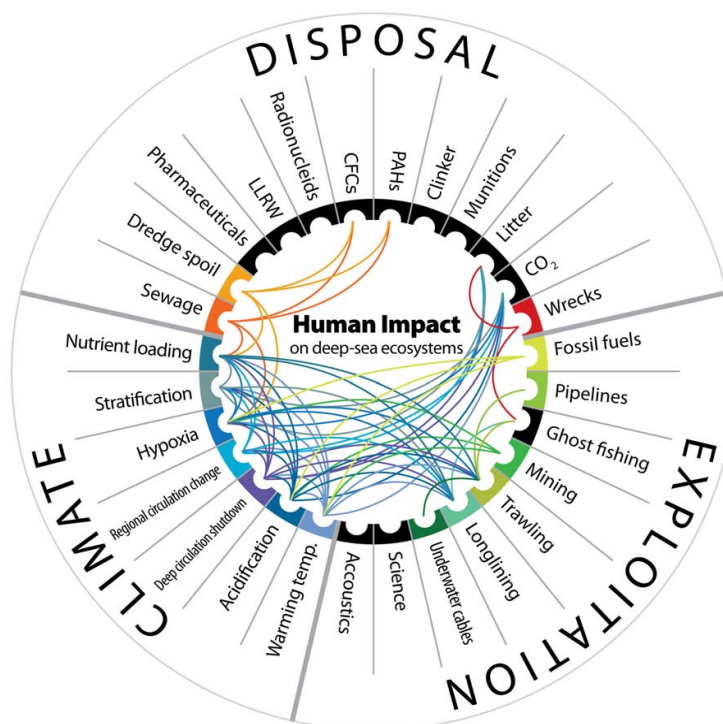 DISPOSAL
Sewage
Dredge spoil
Pharmaceuticals
LLRW
Radionucleids
CFCs
PAHs
Clinker
Munitions
Litter
CO₂
Wrecks
Human Impact
on deep-sea ecosystems
EXPLOITATION
Fossil fuels
Pipelines
Ghost fishing
Mining
Trawling
Longlining
Underwater cables
Science
Accoustics
CLIMATE
Nutrient loading
Stratification
Hypoxia
Regional circulation change
Deep circulation shutdown
Acidification
Warming temp.